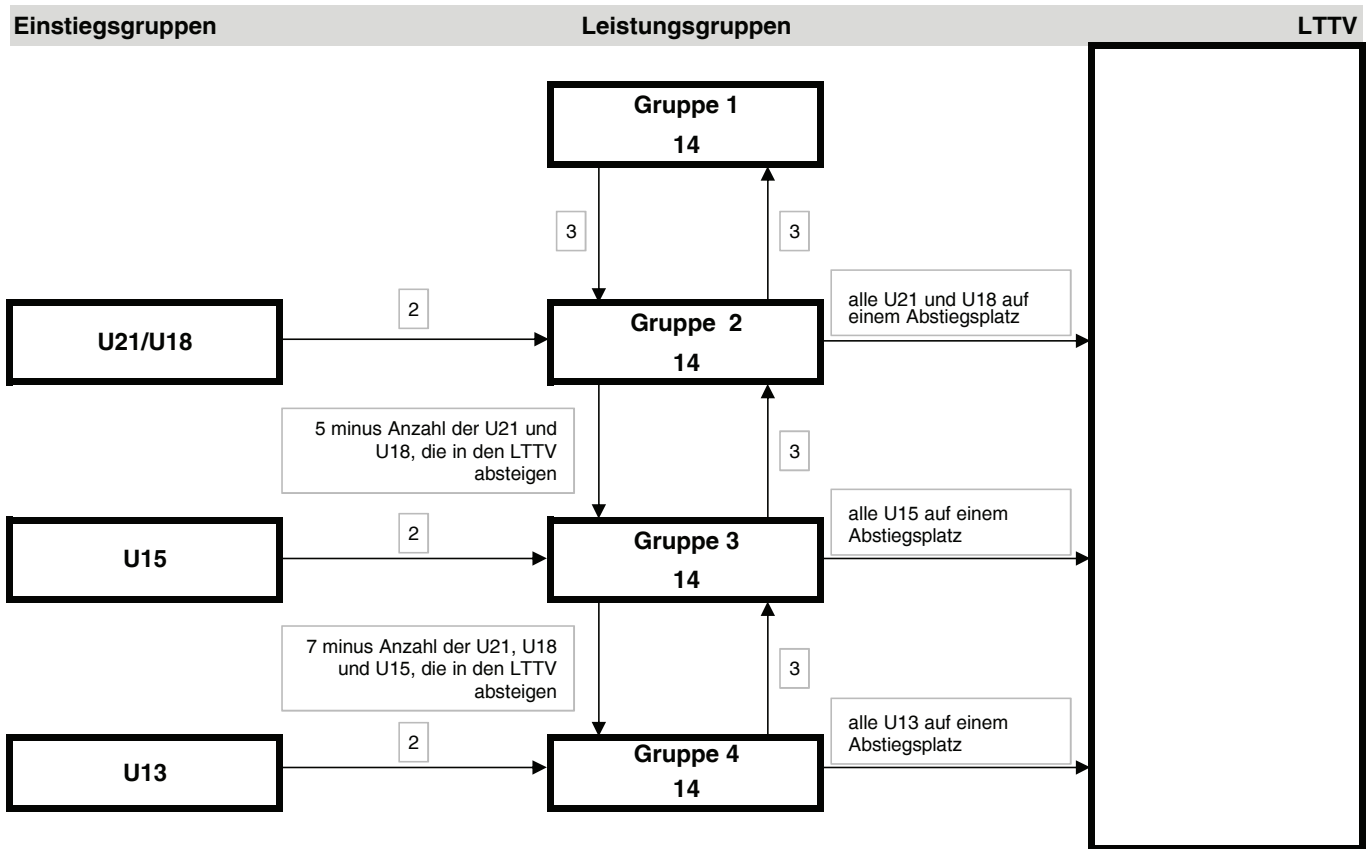 Einstiegsgruppen Leistungsgruppen LTTV
Gruppe 1
14
3 3
U21/U18
2
Gruppe 2
14
alle U21 und U18 auf
einem Abstiegsplatz
5 minus Anzahl der U21 und
U18, die in den LTTV
absteigen
3
U15
2
Gruppe 3
14
alle U15 auf einem
Abstiegsplatz
7 minus Anzahl der U21, U18
und U15, die in den LTTV
absteigen
3
U13
2
Gruppe 4
14
alle U13 auf einem
Abstiegsplatz